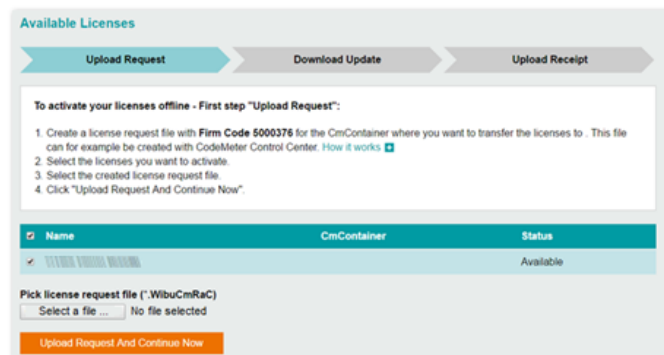 Available Licenses
Upload Request
Download Update
Upload Receipt
To activate your licenses offline - First step "Upload Request":
1. Create a license request file with Firm Code 5000376 for the CmContainer where you want to transfer the licenses to . This file
can for example be created with CodeMeter Control Center. How it works
2. Select the licenses you want to activate.
3. Select the created license request file.
4. Click "Upload Request And Continue Now".
Name CmContainer Status
Available
Pick license request file (*.WibuCmRaC)
Select a file ... No file selected
Upload Request And Continue Now